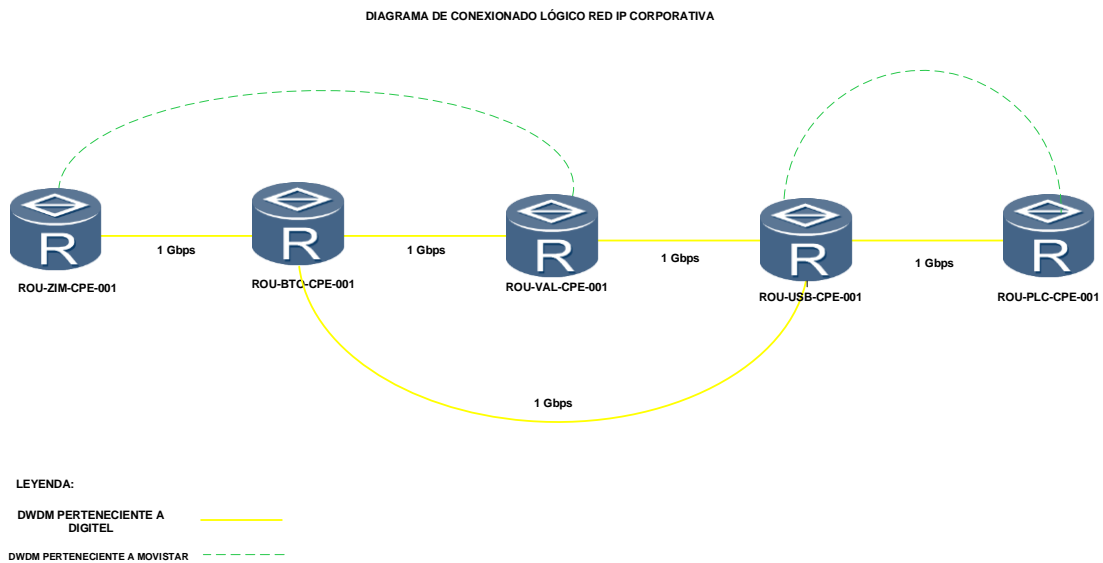 DIAGRAMA DE CONEXIONADO LÓGICO RED IP CORPORATIVA
R
R
R
R
R
1 Gbps
1 Gbps
1 Gbps
1 Gbps
ROU-ZIM-CPE-001
ROU-BTO-CPE-001
ROU-VAL-CPE-001
ROU-USB-CPE-001
ROU-PLC-CPE-001
1 Gbps
LEYENDA:
DWDM PERTENECIENTE A
DIGITEL
DWDM PERTENECIENTE A MOVISTAR